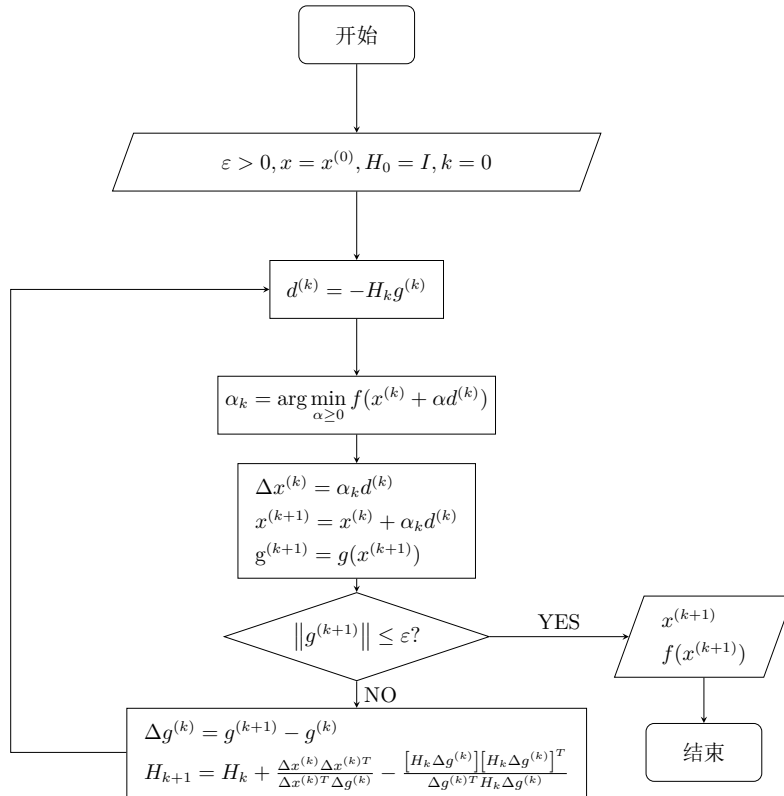 开始
ε > 0, x = x^{(0)}, H_0 = I, k = 0
d^{(k)} = −H_k g^{(k)}
α_k = arg min_{α≥0} f(x^{(k)} + αd^{(k)})
Δx^{(k)} = α_k d^{(k)}
x^{(k+1)} = x^{(k)} + α_k d^{(k)}
g^{(k+1)} = g(x^{(k+1)})
‖g^{(k+1)}‖ ≤ ε?
YES
x^{(k+1)}
f(x^{(k+1)})
结束
NO
Δg^{(k)} = g^{(k+1)} − g^{(k)}
H_{k+1} = H_k + \frac{Δx^{(k)} Δx^{(k)T}}{Δx^{(k)T} Δg^{(k)}} − \frac{[H_k Δg^{(k)}][H_k Δg^{(k)}]^T}{Δg^{(k)T} H_k Δg^{(k)}}